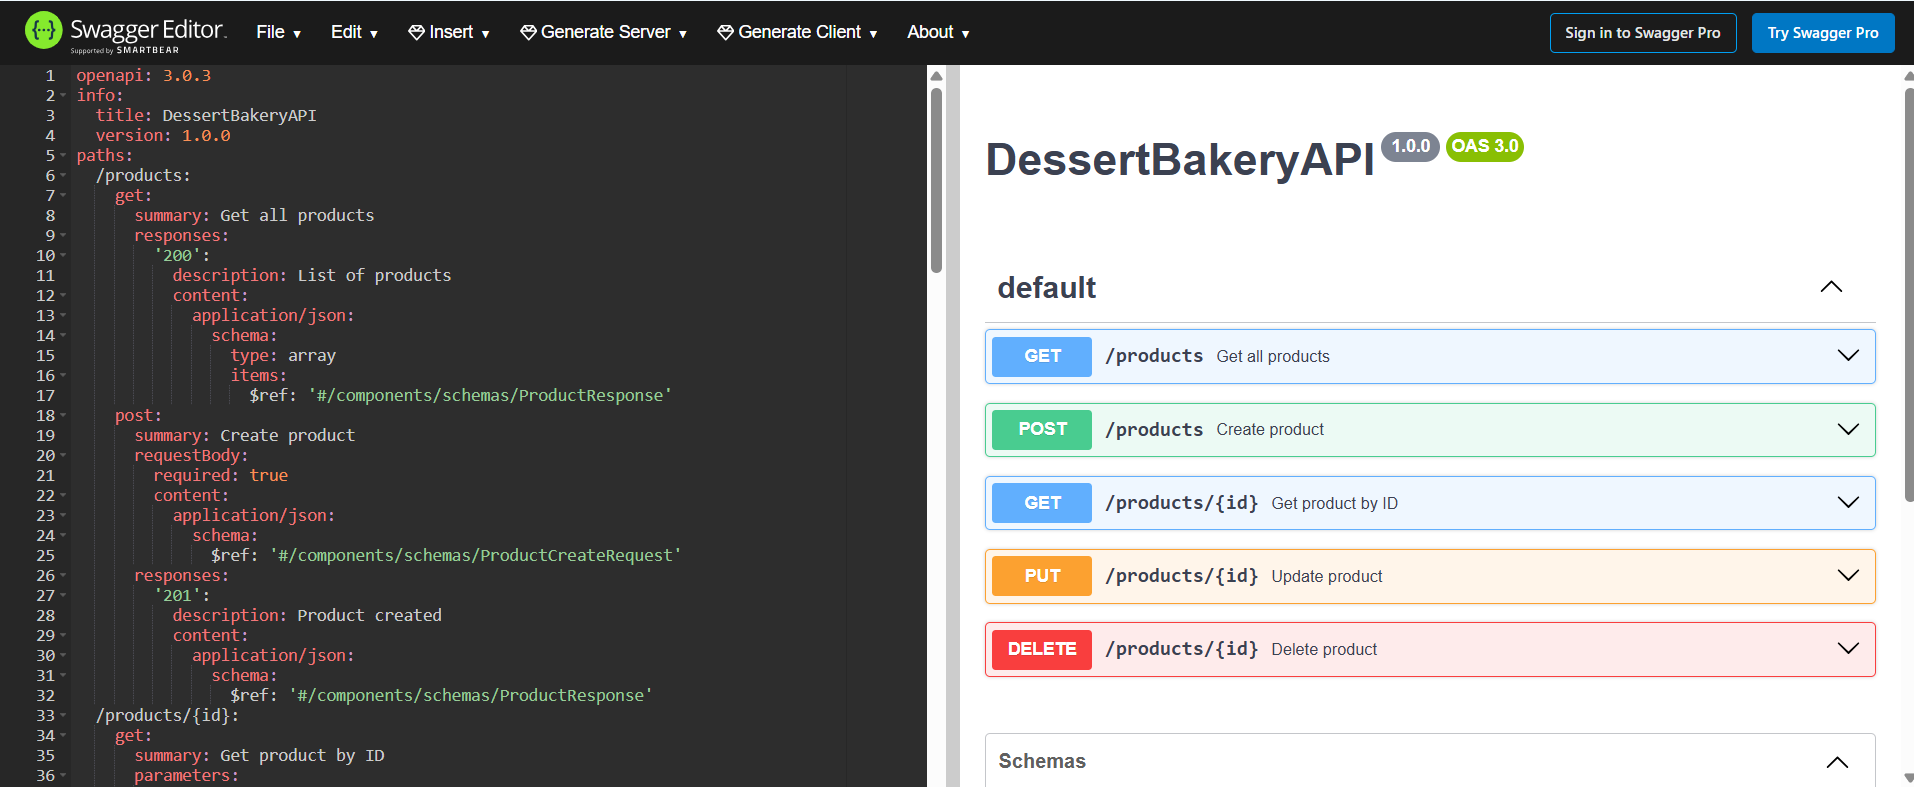 Swagger Editor
Supported by SMARTBEAR
File Edit Insert Generate Server Generate Client About
Sign in to Swagger Pro
Try Swagger Pro
1 openapi: 3.0.3
2 info:
3 title: DessertBakeryAPI
4 version: 1.0.0
5 paths:
6 /products:
7 get:
8 summary: Get all products
9 responses:
10 '200':
11 description: List of products
12 content:
13 application/json:
14 schema:
15 type: array
16 items:
17 $ref: '#/components/schemas/ProductResponse'
18 post:
19 summary: Create product
20 requestBody:
21 required: true
22 content:
23 application/json:
24 schema:
25 $ref: '#/components/schemas/ProductCreateRequest'
26 responses:
27 '201':
28 description: Product created
29 content:
30 application/json:
31 schema:
32 $ref: '#/components/schemas/ProductResponse'
33 /products/{id}:
34 get:
35 summary: Get product by ID
36 parameters:
DessertBakeryAPI 1.0.0 OAS 3.0
default
GET /products Get all products
POST /products Create product
GET /products/{id} Get product by ID
PUT /products/{id} Update product
DELETE /products/{id} Delete product
Schemas